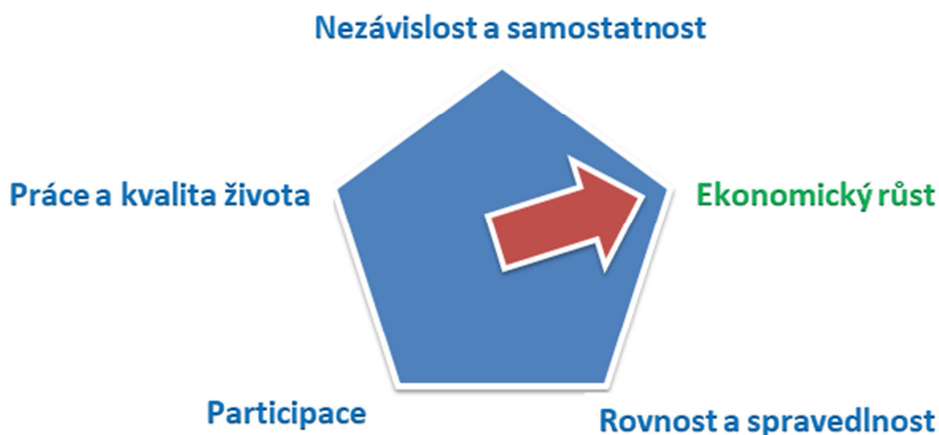 Nezávislost a samostatnost
Práce a kvalita života
Ekonomický růst
Participace
Rovnost a spravedlnost